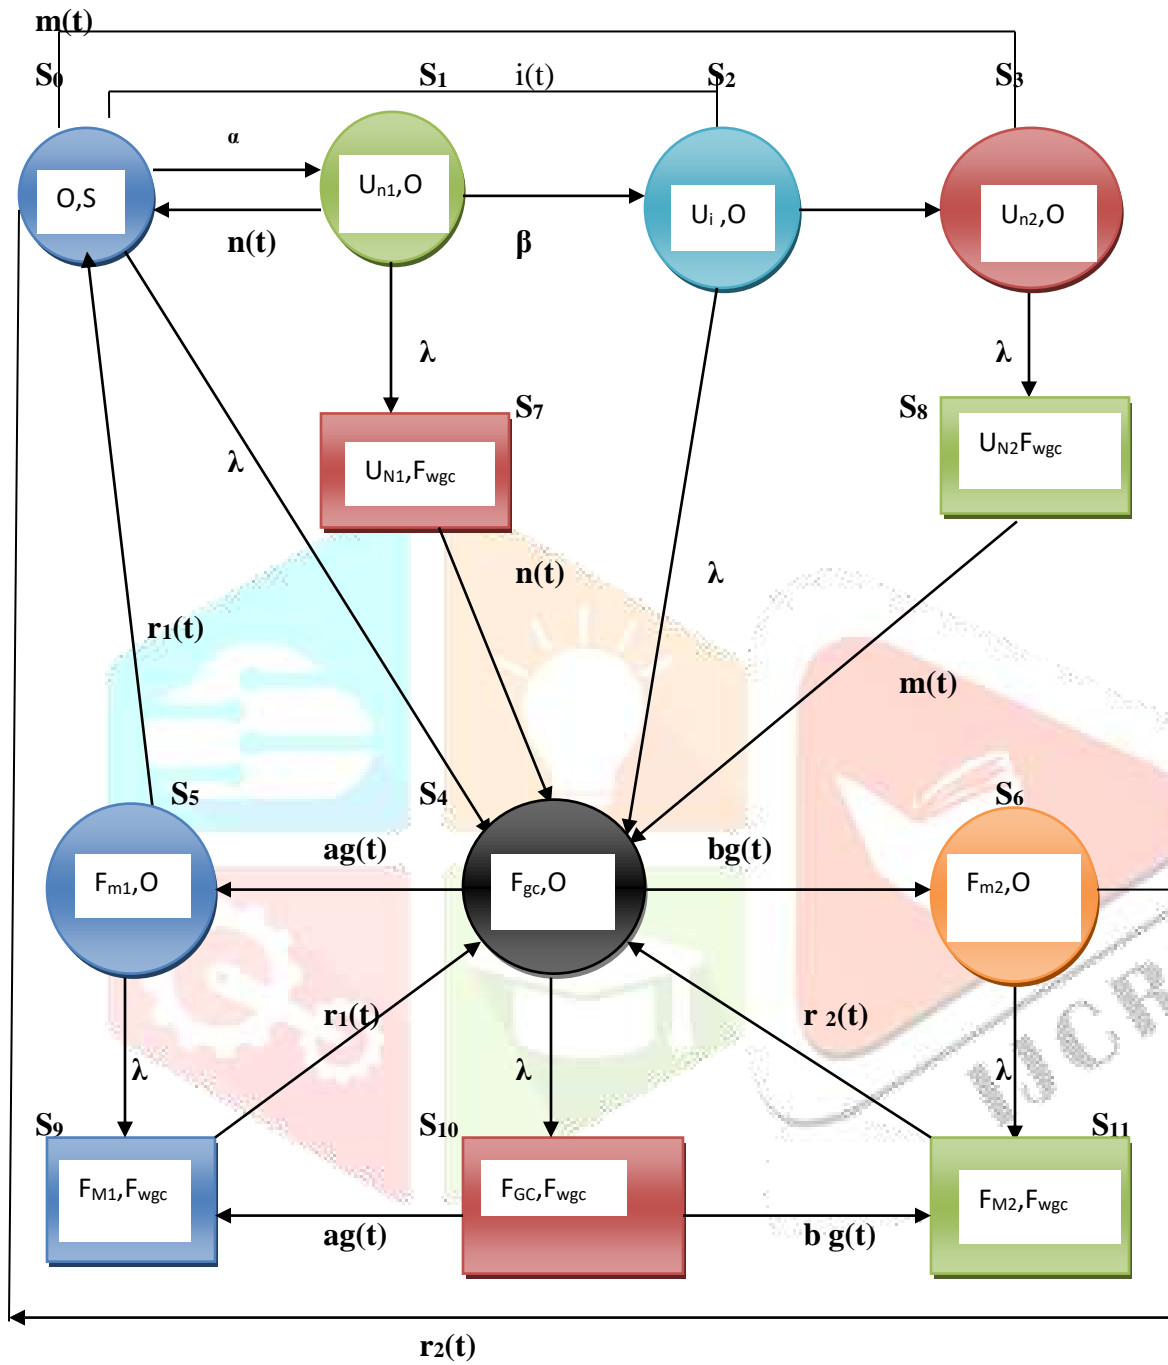 m(t)
S0 S1 i(t) S2 S3
α
O,S Un1,O Ui ,O Un2,O
n(t) β
λ λ
S7 S8
UN1,Fwgc UN2Fwgc
λ
n(t) λ
r1(t)
m(t)
S5 S4 S6
ag(t) bg(t)
Fm1,O Fgc,O Fm2,O
r1(t) r 2(t)
λ λ λ
S9 S10 S11
FM1,Fwgc FGC,Fwgc FM2,Fwgc
ag(t) b g(t)
r2(t)
IJCR